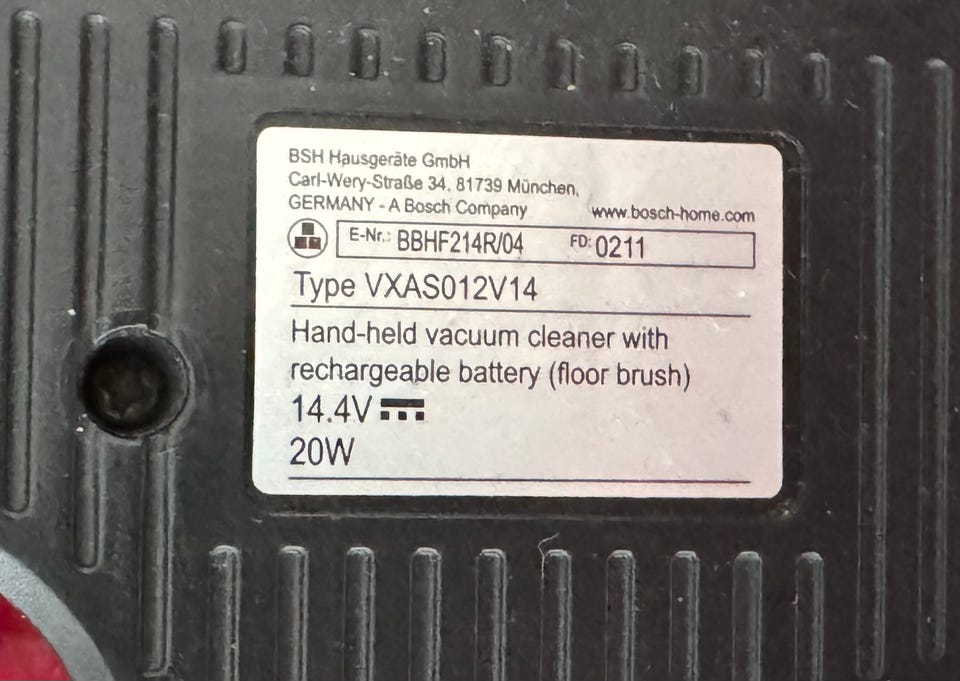 BSH Hausgeräte GmbH
Carl-Wery-Straße 34, 81739 München,
GERMANY - A Bosch Company
www.bosch-home.com
E-Nr.: BBHF214R/04 FD: 0211
Type VXAS012V14
Hand-held vacuum cleaner with
rechargeable battery (floor brush)
14.4V
20W